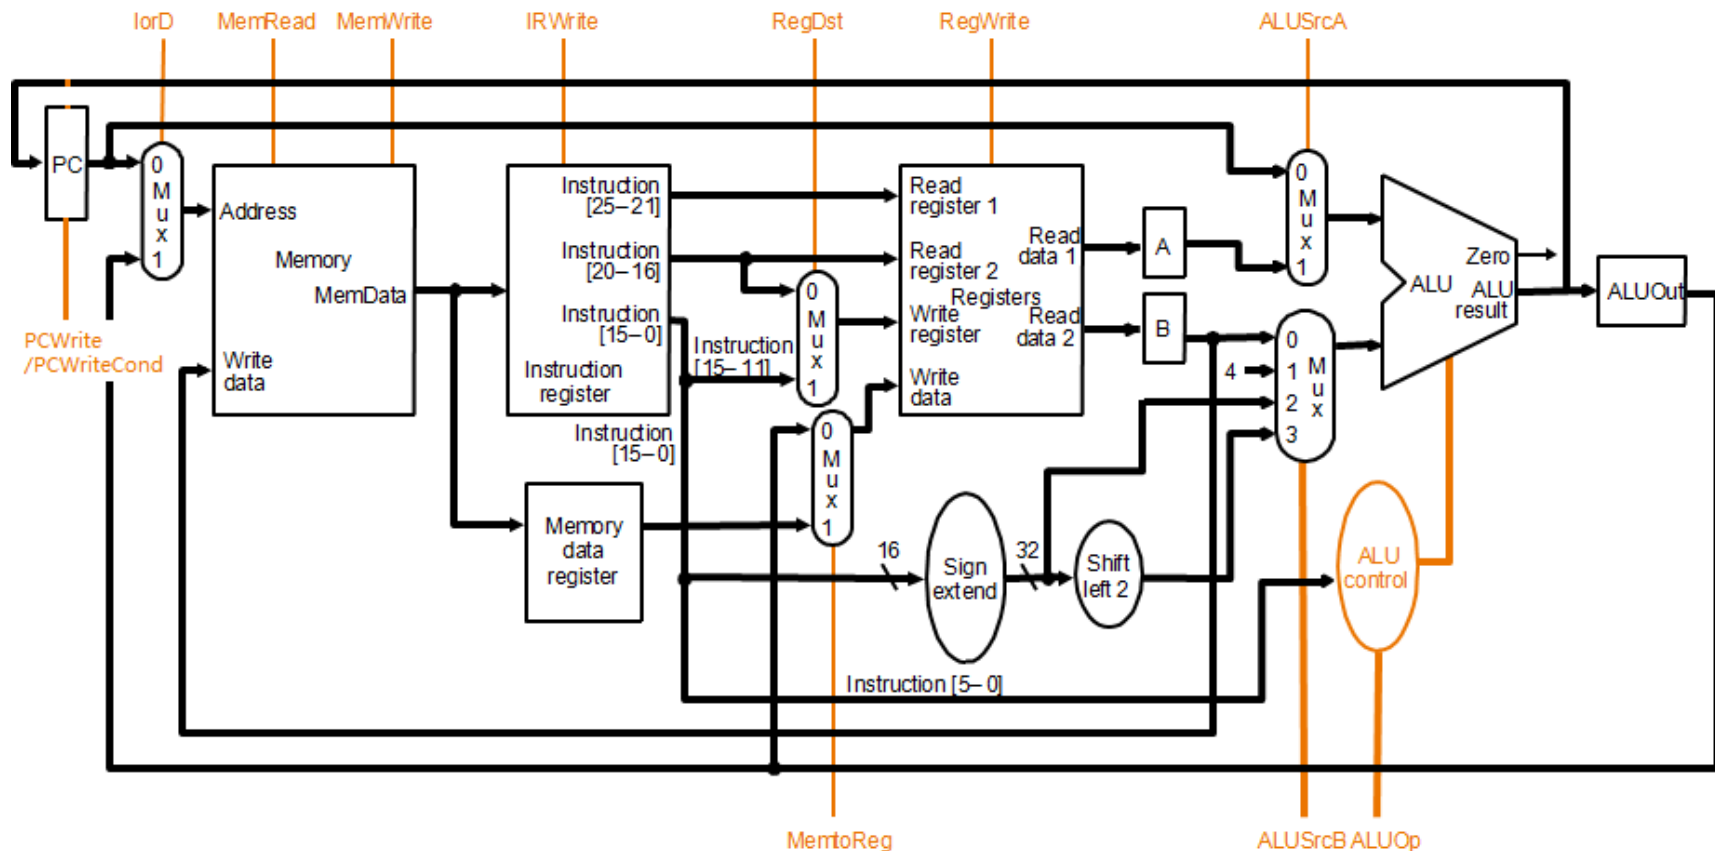 IorD
MemRead
MemWrite
IRWrite
RegDst
RegWrite
ALUSrcA
PC
0
M
u
x
1
Address
Memory
MemData
Write
data
PCWrite
/PCWriteCond
Instruction
[25–21]
Instruction
[20–16]
Instruction
[15–0]
Instruction
register
Instruction
[15–11]
Instruction
[15–0]
0
M
u
x
1
0
M
u
x
1
Memory
data
register
Read
register 1
Read
register 2
Registers
Write
register
Write
data
Read
data 1
Read
data 2
A
B
4
0
M
u
x
1
0
1
2
3
M
u
x
Zero
ALU
ALU
result
ALUOut
16
Sign
extend
32
Shift
left 2
ALU
control
Instruction [5–0]
MemtoReg
ALUSrcB
ALUOp